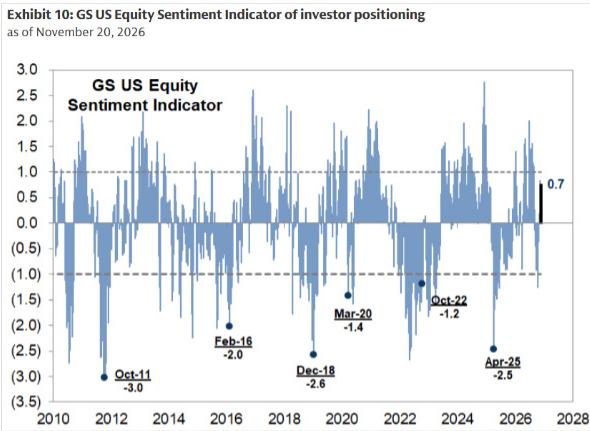 Exhibit 10: GS US Equity Sentiment Indicator of investor positioning
as of November 20, 2026
GS US Equity
Sentiment Indicator
3.0
2.5
2.0
1.5
1.0
0.5
0.0
(0.5)
(1.0)
(1.5)
(2.0)
(2.5)
(3.0)
(3.5)
0.7
Oct-11
-3.0
Feb-16
-2.0
Dec-18
-2.6
Mar-20
-1.4
Oct-22
-1.2
Apr-25
-2.5
2010 2012 2014 2016 2018 2020 2022 2024 2026 2028